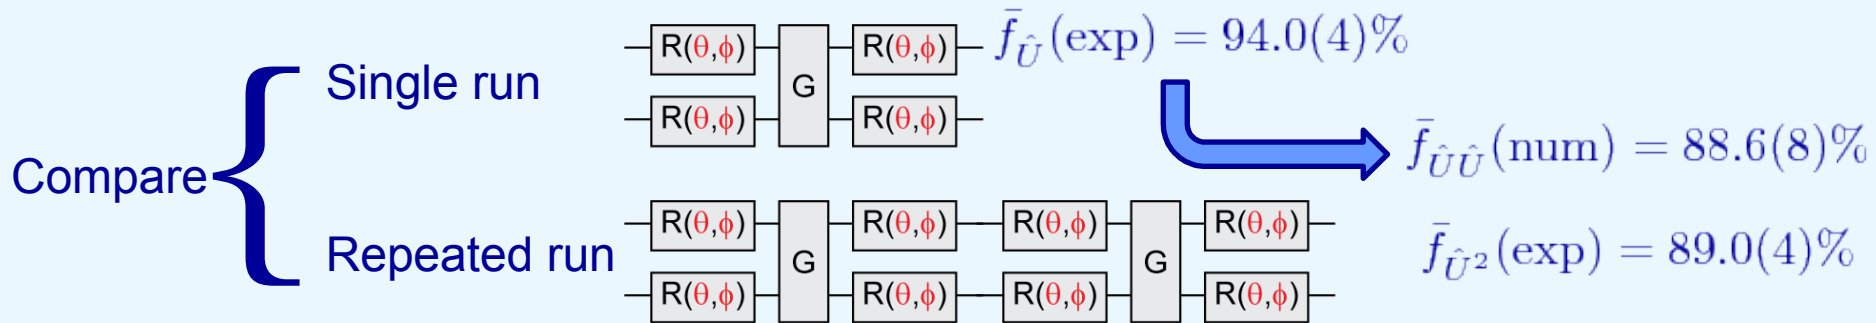 Compare
Single run
R(θ,ϕ) G R(θ,ϕ)
R(θ,ϕ) R(θ,ϕ)
f̄_Û(exp) = 94.0(4)%
f̄_ÛÛ(num) = 88.6(8)%
Repeated run
R(θ,ϕ) G R(θ,ϕ) R(θ,ϕ) G R(θ,ϕ)
R(θ,ϕ) R(θ,ϕ) R(θ,ϕ) R(θ,ϕ)
f̄_Û²(exp) = 89.0(4)%